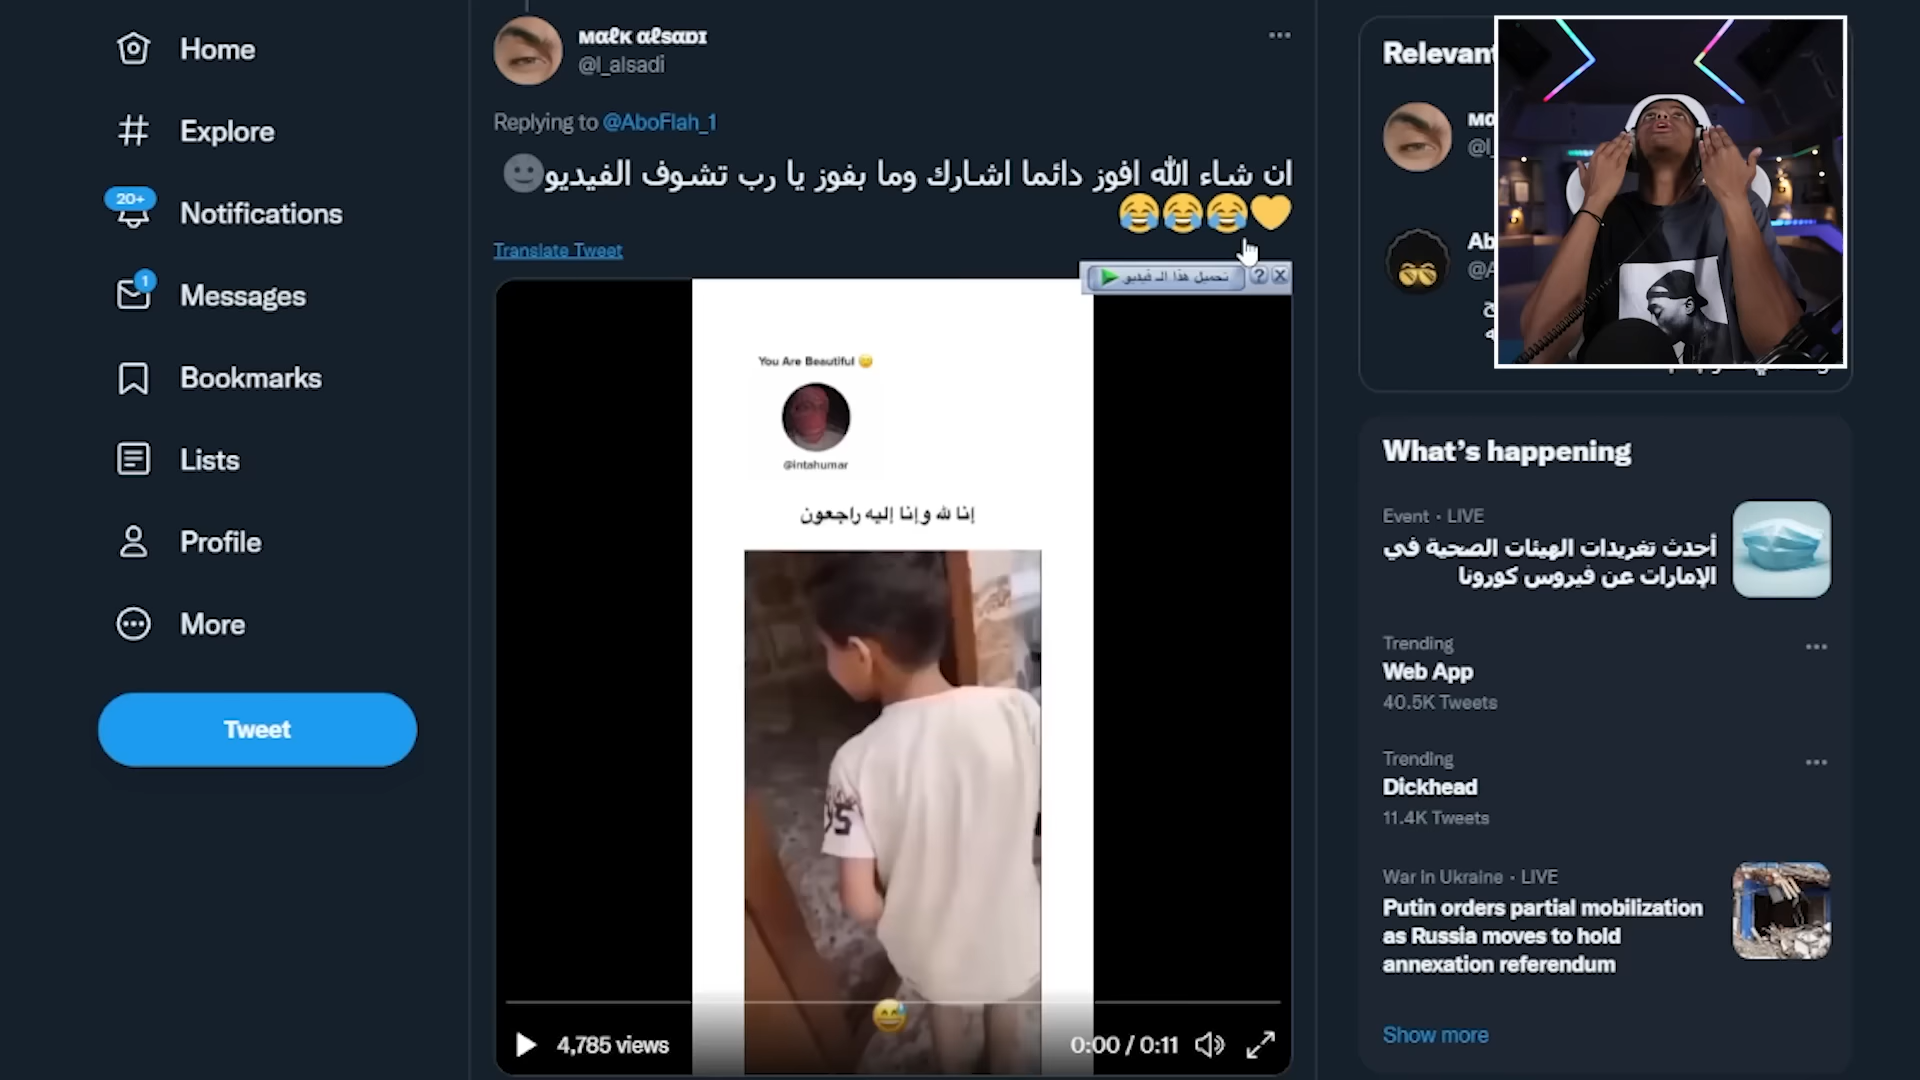 Home
Explore
20+
Notifications
1
Messages
Bookmarks
Lists
Profile
More
Tweet
мαℓк αℓѕα∂ι
@l_alsadi
Replying to @AboFlah_1
ان شاء الله افوز دائما اشارك وما بفوز يا رب تشوف الفيديو
Translate Tweet
تحميل هذا الـ فيديو
?
You Are Beautiful
@intahumar
إنا لله وإنا إليه راجعون
4,785 views
0:00 / 0:11
Relevant
Ab
What's happening
Event · LIVE
أحدث تغريدات الهيئات الصحية في
الإمارات عن فيروس كورونا
Trending
Web App
40.5K Tweets
Trending
Dickhead
11.4K Tweets
War in Ukraine · LIVE
Putin orders partial mobilization
as Russia moves to hold
annexation referendum
Show more